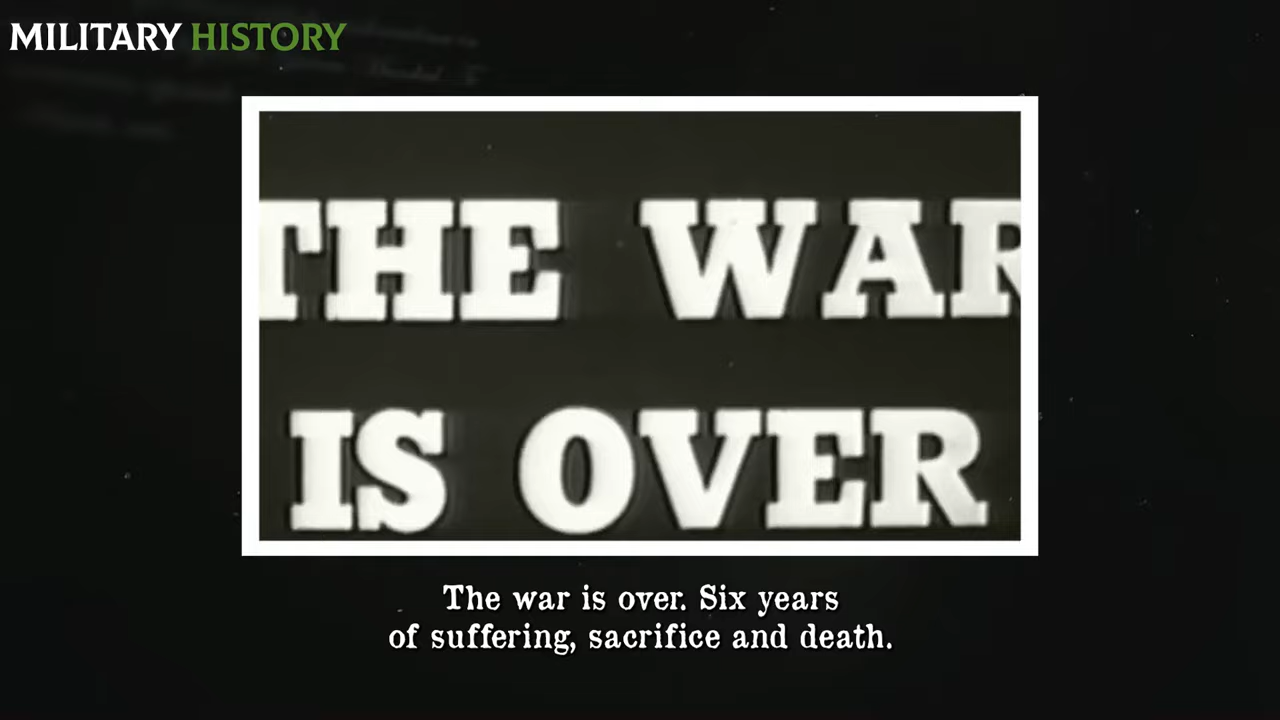 MILITARY HISTORY
THE WAR
IS OVER
The war is over. Six years
of suffering, sacrifice and death.